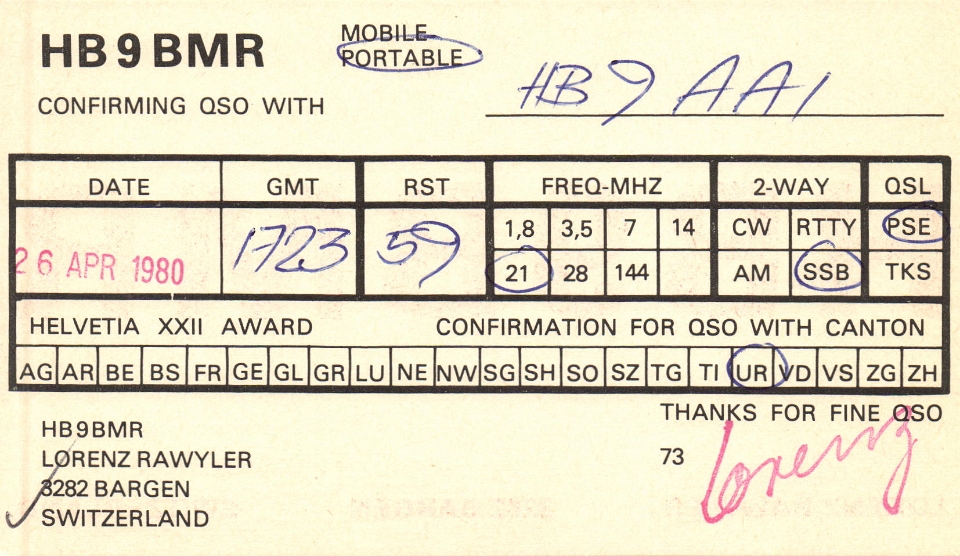 HB9BMR
MOBILE
PORTABLE
CONFIRMING QSO WITH HB9AA1
DATE GMT RST FREQ-MHZ 2-WAY QSL
26 APR 1980 1723 59
1,8 3,5 7 14 CW RTTY PSE
21 28 144 AM SSB TKS
HELVETIA XXII AWARD CONFIRMATION FOR QSO WITH CANTON
AG AR BE BS FR GE GL GR LU NE NW SG SH SO SZ TG TI UR VD VS ZG ZH
THANKS FOR FINE QSO
HB9BMR
LORENZ RAWYLER
3282 BARGEN
SWITZERLAND
73 Lorenz